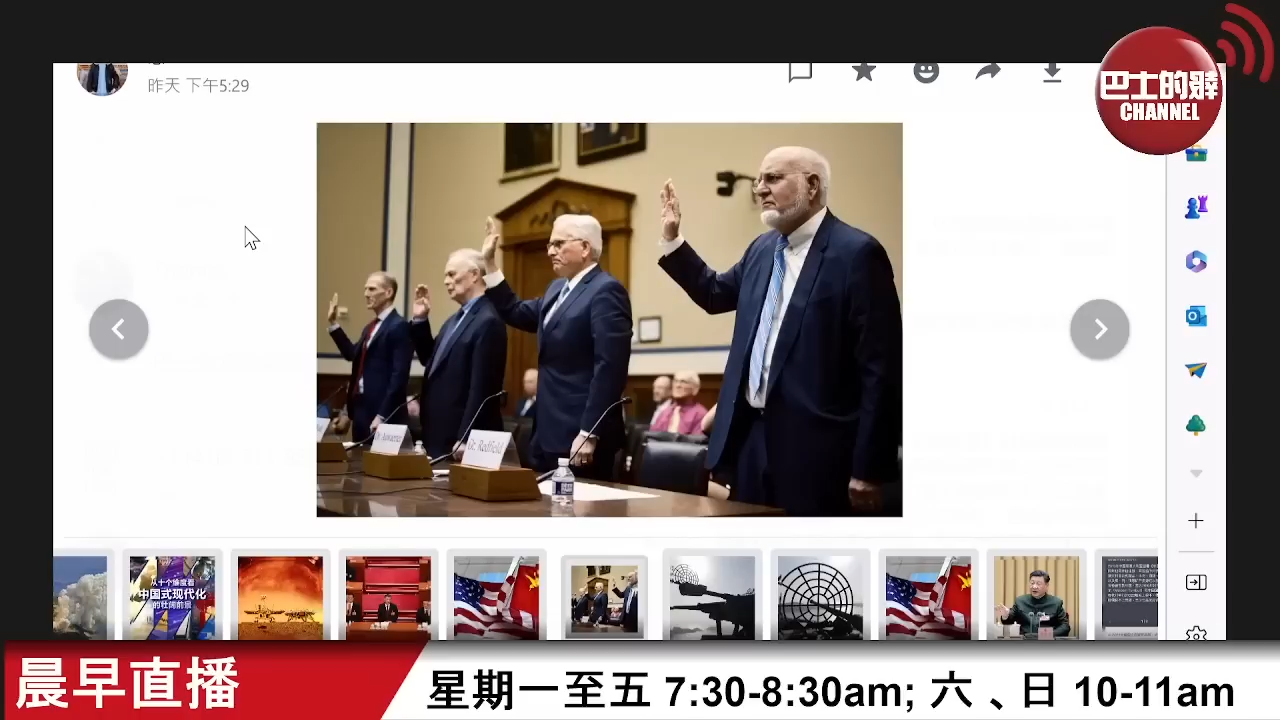 昨天 下午5:29
巴士的報
CHANNEL
Dr. Redfield
从十个维度看
中国式现代化
的壮阔前景
晨早直播
星期一至五 7:30-8:30am; 六、日 10-11am